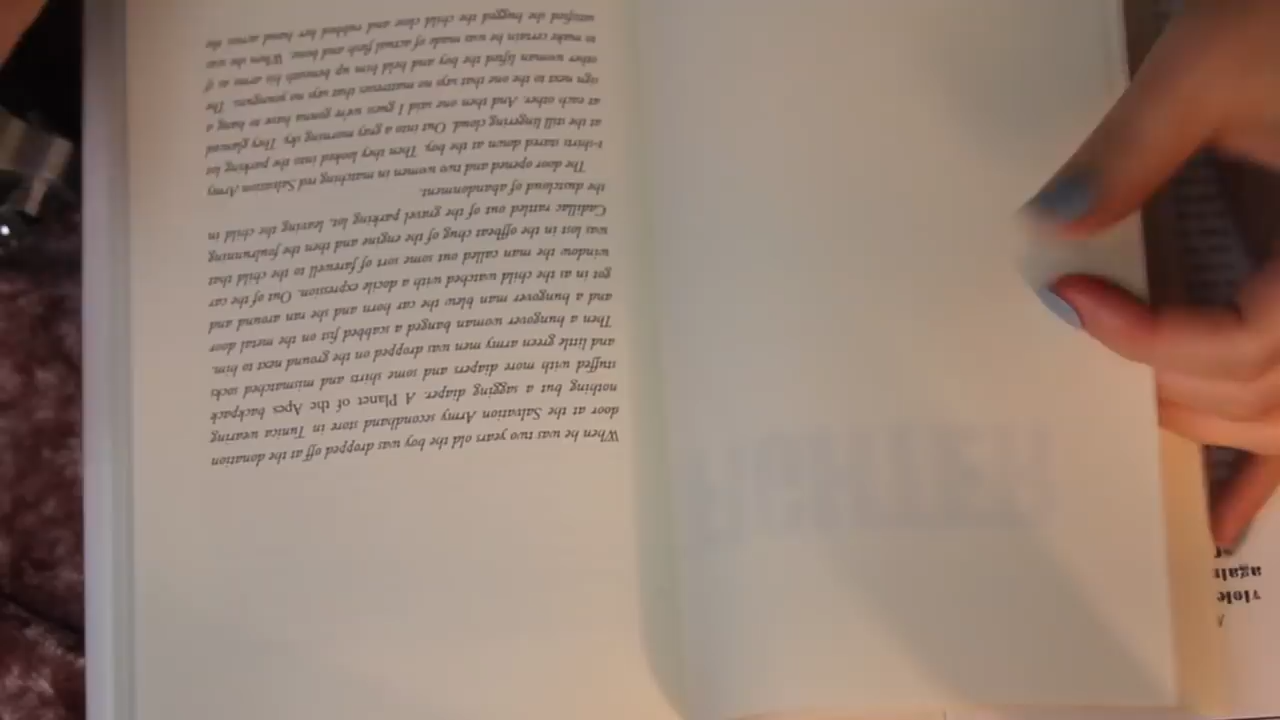 When he was two years old the boy was dropped off at the donation
door at the Salvation Army secondhand store in Tunica wearing
nothing but a sagging diaper. A Planet of the Apes backpack
stuffed with more diapers and some shirts and mismatched socks
and little green army men was dropped on the ground next to him.
Then a hungover woman banged a scabbed fist on the metal door
and a hungover man blew the car horn and she ran around and
got in as the child watched with a docile expression. Out of the car
window the man called out some sort of farewell to the child that
was lost in the offbeat chug of the engine and then the foulrunning
Cadillac rattled out of the gravel parking lot, leaving the child in
the dustcloud of abandonment.
The door opened and two women in matching red Salvation Army
t-shirts stared down at the boy. Then they looked into the parking lot
at the still lingering cloud. Out into a gray morning sky. They glanced
at each other. And then one said I guess we're gonna have to hang a
sign next to the one that says no mattresses that says no youngins. The
other woman lifted the boy and held him up beneath his arms as if
to make certain he was made of actual flesh and bone. When she was
satisfied she hugged the child close and rubbed her hand across the
viole
again